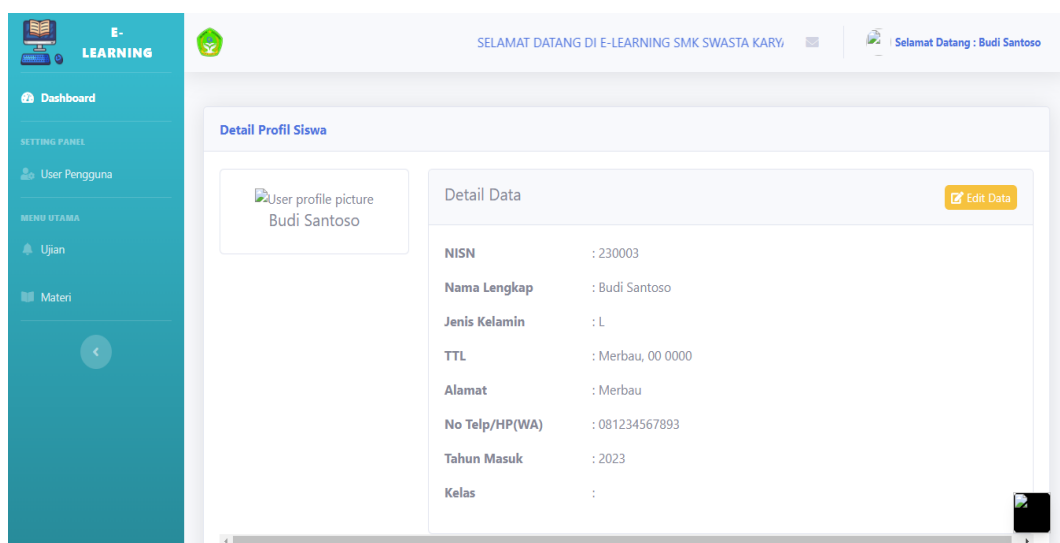 E-
LEARNING
SELAMAT DATANG DI E-LEARNING SMK SWASTA KARY
Selamat Datang : Budi Santoso
Dashboard
SETTING PANEL
User Pengguna
MENU UTAMA
Ujian
Materi
Detail Profil Siswa
User profile picture
Budi Santoso
Detail Data
Edit Data
NISN : 230003
Nama Lengkap : Budi Santoso
Jenis Kelamin : L
TTL : Merbau, 00 0000
Alamat : Merbau
No Telp/HP(WA) : 081234567893
Tahun Masuk : 2023
Kelas :